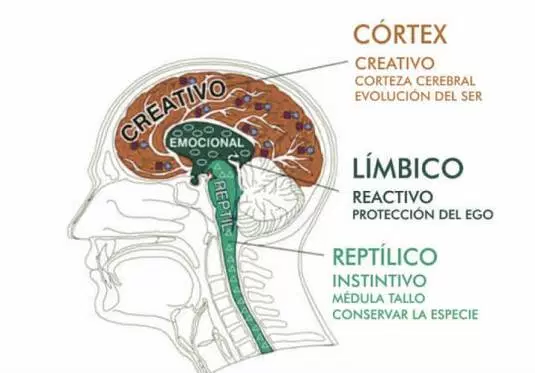 CÓRTEX
CREATIVO
CORTEZA CEREBRAL
EVOLUCIÓN DEL SER
CREATIVO
EMOCIONAL
REPTIL
LÍMBICO
REACTIVO
PROTECCIÓN DEL EGO
REPTÍLICO
INSTINTIVO
MÉDULA TALLO
CONSERVAR LA ESPECIE